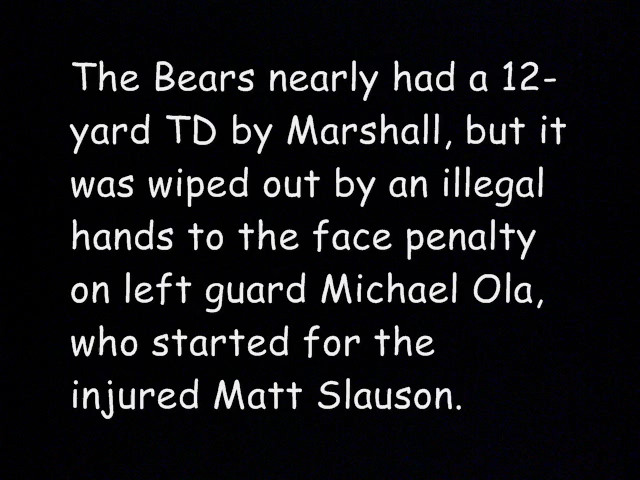 The Bears nearly had a 12-
yard TD by Marshall, but it
was wiped out by an illegal
hands to the face penalty
on left guard Michael Ola,
who started for the
injured Matt Slauson.